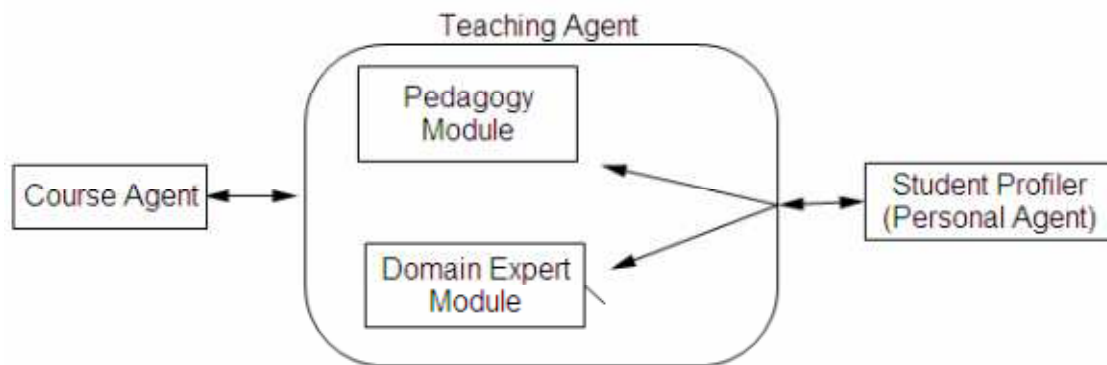 Teaching Agent
Pedagogy
Module
Course Agent
Student Profiler
(Personal Agent)
Domain Expert
Module